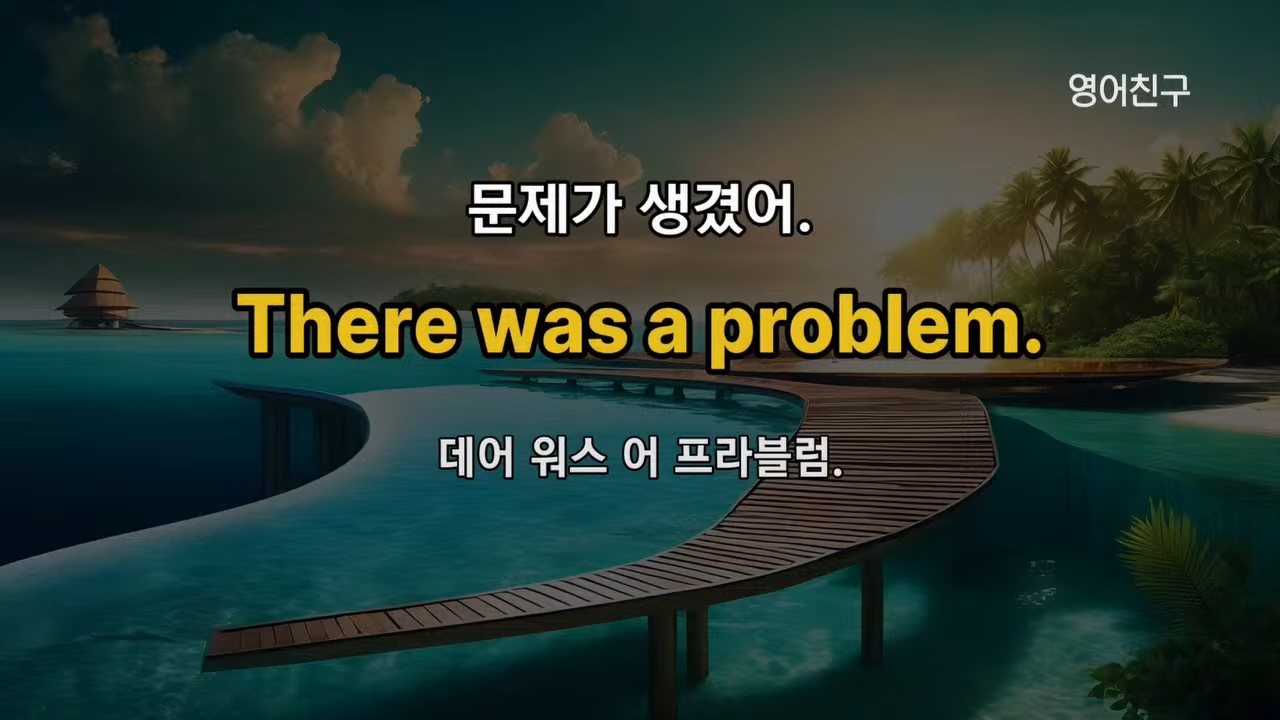 영어친구
문제가 생겼어.
There was a problem.
데어 워스 어 프라블럼.